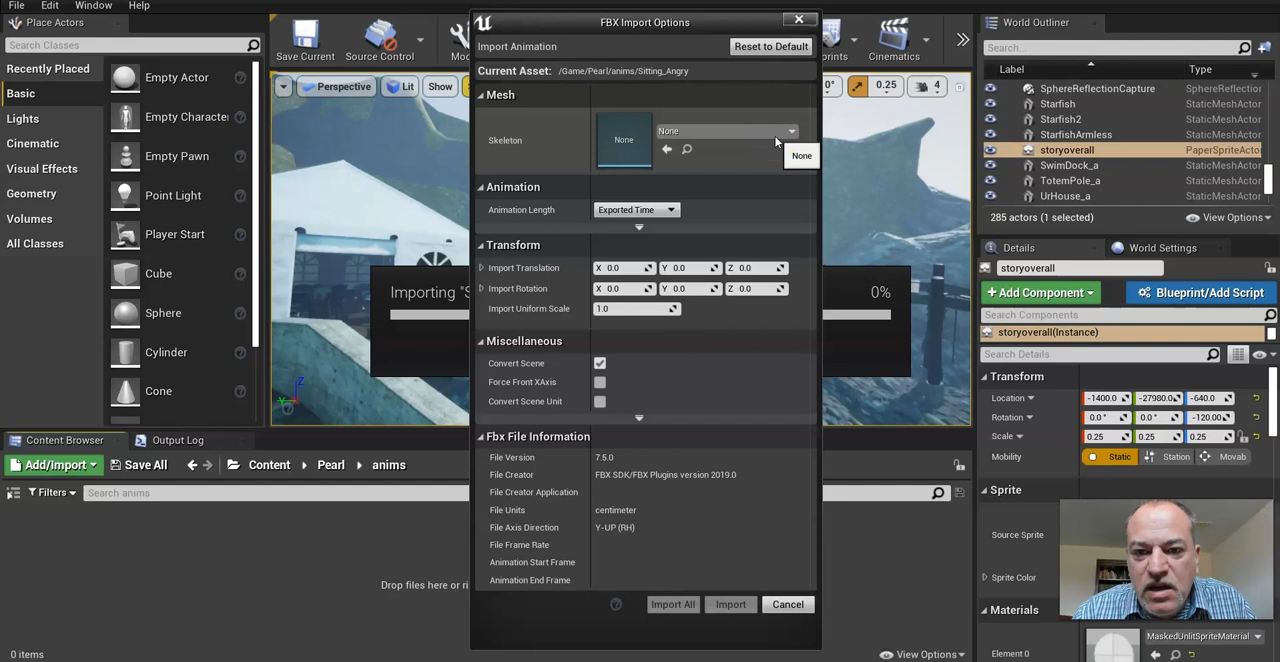 File Edit Window Help
Place Actors
Search Classes
Recently Placed
Basic
Lights
Cinematic
Visual Effects
Geometry
Volumes
All Classes
Empty Actor
Empty Characte
Empty Pawn
Point Light
Player Start
Cube
Sphere
Cylinder
Cone
Save Current
Source Control
Cinematics
Perspective
Lit
Show
0.25
4
Importing "S
0%
FBX Import Options
Import Animation
Reset to Default
Current Asset: /Game/Pearl/anims/Sitting_Angry
Mesh
Skeleton
None
None
None
Animation
Animation Length
Exported Time
Transform
Import Translation X 0.0 Y 0.0 Z 0.0
Import Rotation X 0.0 Y 0.0 Z 0.0
Import Uniform Scale 1.0
Miscellaneous
Convert Scene
Force Front XAxis
Convert Scene Unit
Fbx File Information
File Version 7.5.0
File Creator FBX SDK/FBX Plugins version 2019.0
File Creator Application
File Units centimeter
File Axis Direction Y-UP (RH)
File Frame Rate
Animation Start Frame
Animation End Frame
Import All
Import
Cancel
World Outliner
Search...
Label
Type
SphereReflectionCapture SphereReflection
Starfish StaticMeshActor
Starfish2 StaticMeshActor
StarfishArmless StaticMeshActor
storyoverall PaperSpriteActor
SwimDock_a StaticMeshActor
TotemPole_a StaticMeshActor
UrHouse_a StaticMeshActor
285 actors (1 selected)
View Options
Details
World Settings
storyoverall
Add Component
Blueprint/Add Script
Search Components
storyoverall(Instance)
Search Details
Transform
Location -1400.0 -27980.0 -640.0
Rotation 0.0 ° 0.0 ° -120.00
Scale 0.25 0.25 0.25
Mobility Static Station Movab
Sprite
Source Sprite
Sprite Color
Materials
Element 0
MaskedUnlitSpriteMaterial
Content Browser
Output Log
Add/Import
Save All
Content
Pearl
anims
Filters
Search anims
Drop files here or ri
0 items
View Options